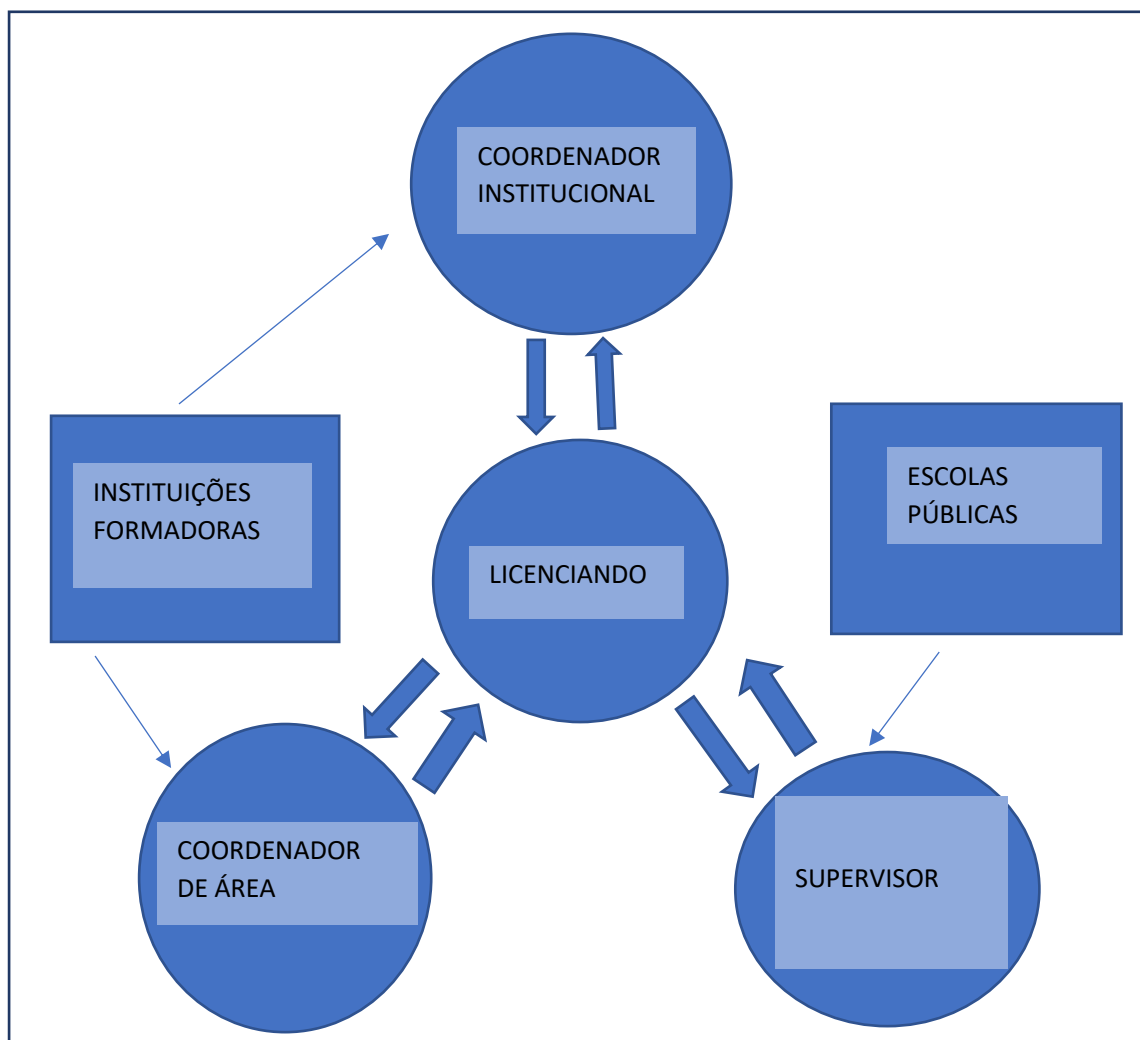 COORDENADOR
INSTITUCIONAL
INSTITUIÇÕES
FORMADORAS
ESCOLAS
PÚBLICAS
LICENCIANDO
COORDENADOR
DE ÁREA
SUPERVISOR